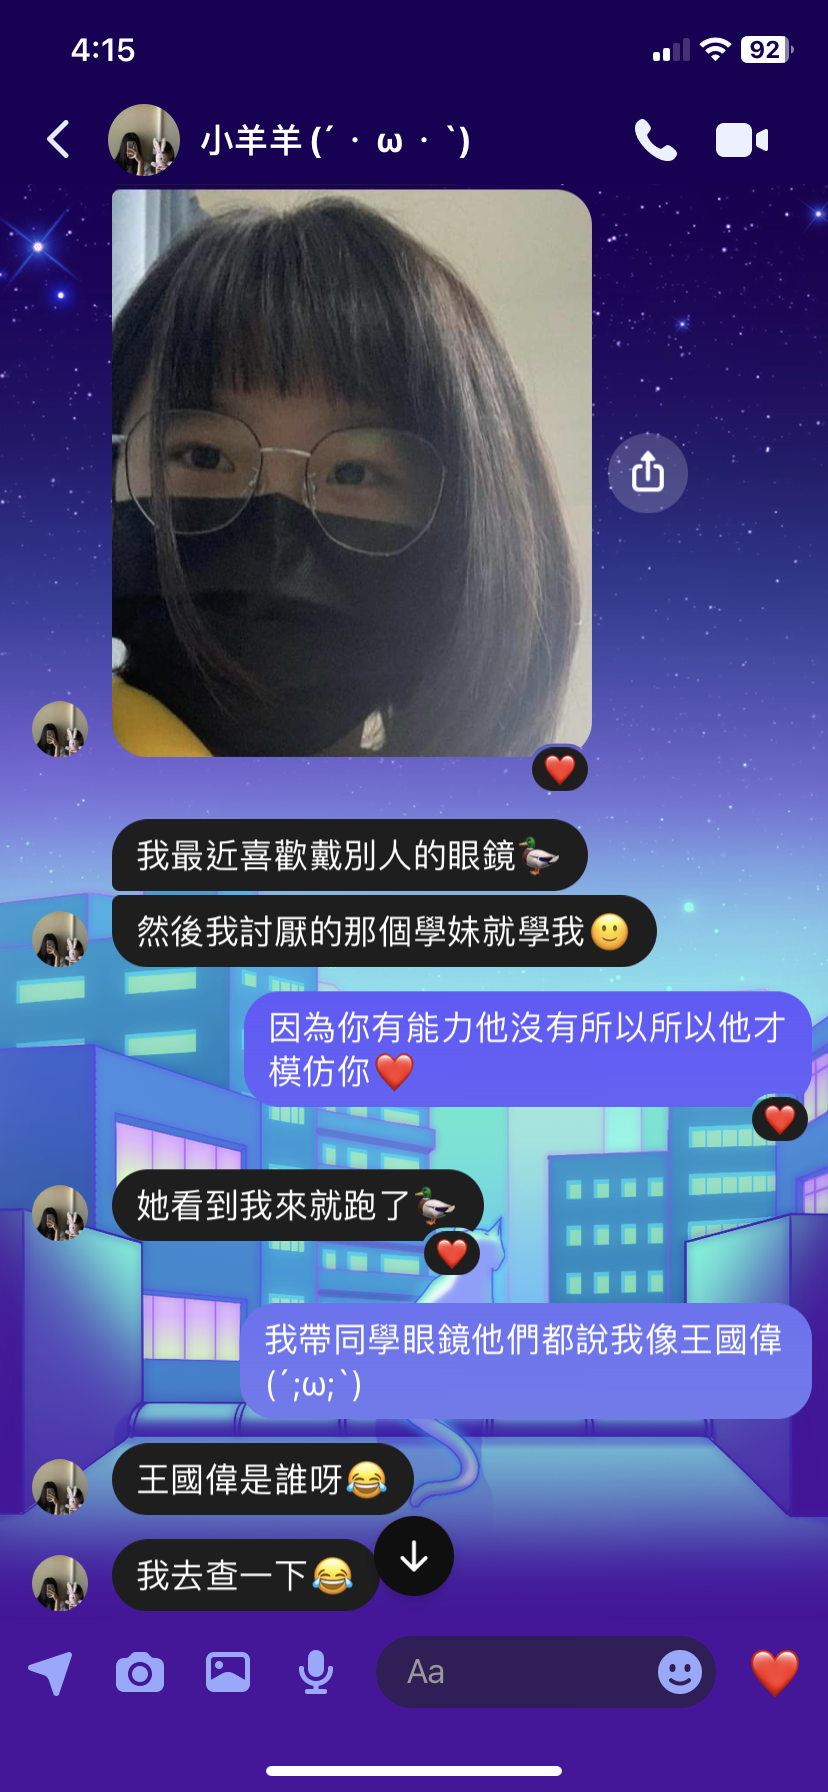 4:15
92
小羊羊 (´・ω・`)
我最近喜歡戴別人的眼鏡🦆
然後我討厭的那個學妹就學我🙂
因為你有能力他沒有所以所以他才
模仿你❤️
她看到我來就跑了🦆
我帶同學眼鏡他們都說我像王國偉
(´;ω;`)
王國偉是誰呀😂
我去查一下😂
Aa